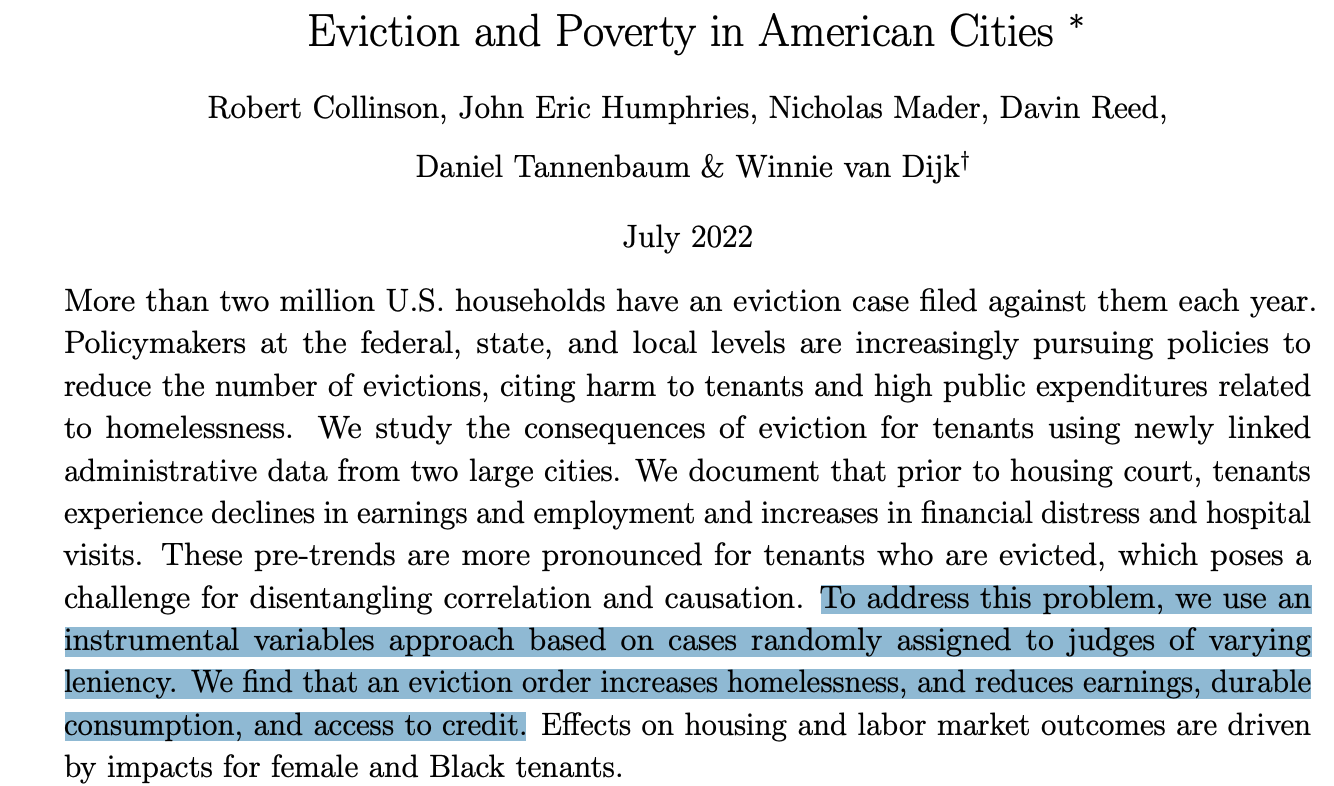 Eviction and Poverty in American Cities *
Robert Collinson, John Eric Humphries, Nicholas Mader, Davin Reed,
Daniel Tannenbaum & Winnie van Dijk†
July 2022
More than two million U.S. households have an eviction case filed against them each year.
Policymakers at the federal, state, and local levels are increasingly pursuing policies to
reduce the number of evictions, citing harm to tenants and high public expenditures related
to homelessness. We study the consequences of eviction for tenants using newly linked
administrative data from two large cities. We document that prior to housing court, tenants
experience declines in earnings and employment and increases in financial distress and hospital
visits. These pre-trends are more pronounced for tenants who are evicted, which poses a
challenge for disentangling correlation and causation. To address this problem, we use an
instrumental variables approach based on cases randomly assigned to judges of varying
leniency. We find that an eviction order increases homelessness, and reduces earnings, durable
consumption, and access to credit. Effects on housing and labor market outcomes are driven
by impacts for female and Black tenants.